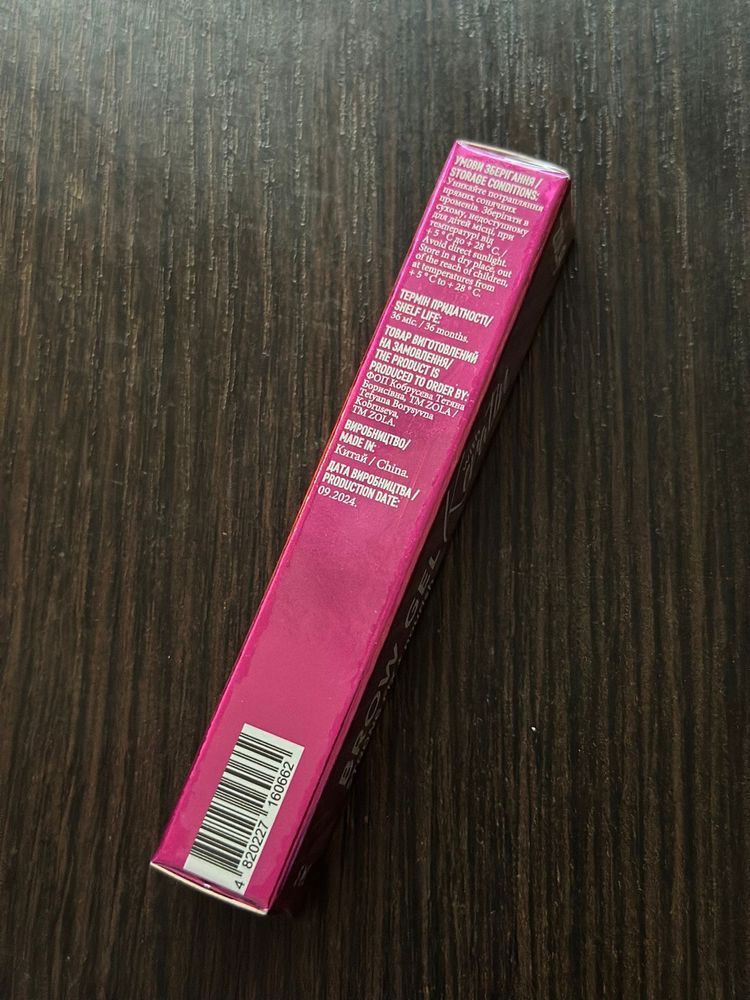 УМОВИ ЗБЕРІГАННЯ /
STORAGE CONDITIONS:
Уникайте потрапляння
прямих сонячних
променів. Зберігати в
сухому, недоступному
для дітей місці, при
температурі від
+ 5 ° C до + 28 ° C. /
Avoid direct sunlight.
Store in a dry place, out
of the reach of children,
at temperatures from
+ 5 ° C to + 28 ° C.
ТЕРМІН ПРИДАТНОСТІ/
SHELF LIFE:
36 міс. / 36 months.
ТОВАР ВИГОТОВЛЕНИЙ
НА ЗАМОВЛЕННЯ/
THE PRODUCT IS
PRODUCED TO ORDER BY:
ФОП Кобрусєва Тетяна
Борисівна, ТМ ZOLA /
Tetyana Borysyvna
Kobruseva,
TM ZOLA.
ВИРОБНИЦТВО/
MADE IN:
Китай / China.
ДАТА ВИРОБНИЦТВА /
PRODUCTION DATE:
09.2024.
4 820227 160662
BROW GEL